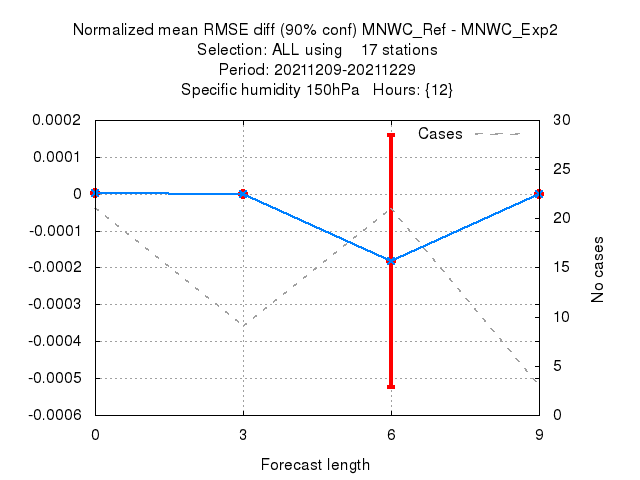 Normalized mean RMSE diff (90% conf) MNWC_Ref - MNWC_Exp2
Selection: ALL using 17 stations
Period: 20211209-20211229
Specific humidity 150hPa Hours: {12}
Cases
0.0002
0.0001
0
-0.0001
-0.0002
-0.0003
-0.0004
-0.0005
-0.0006
30
25
20
15
10
5
0
No cases
0 3 6 9
Forecast length